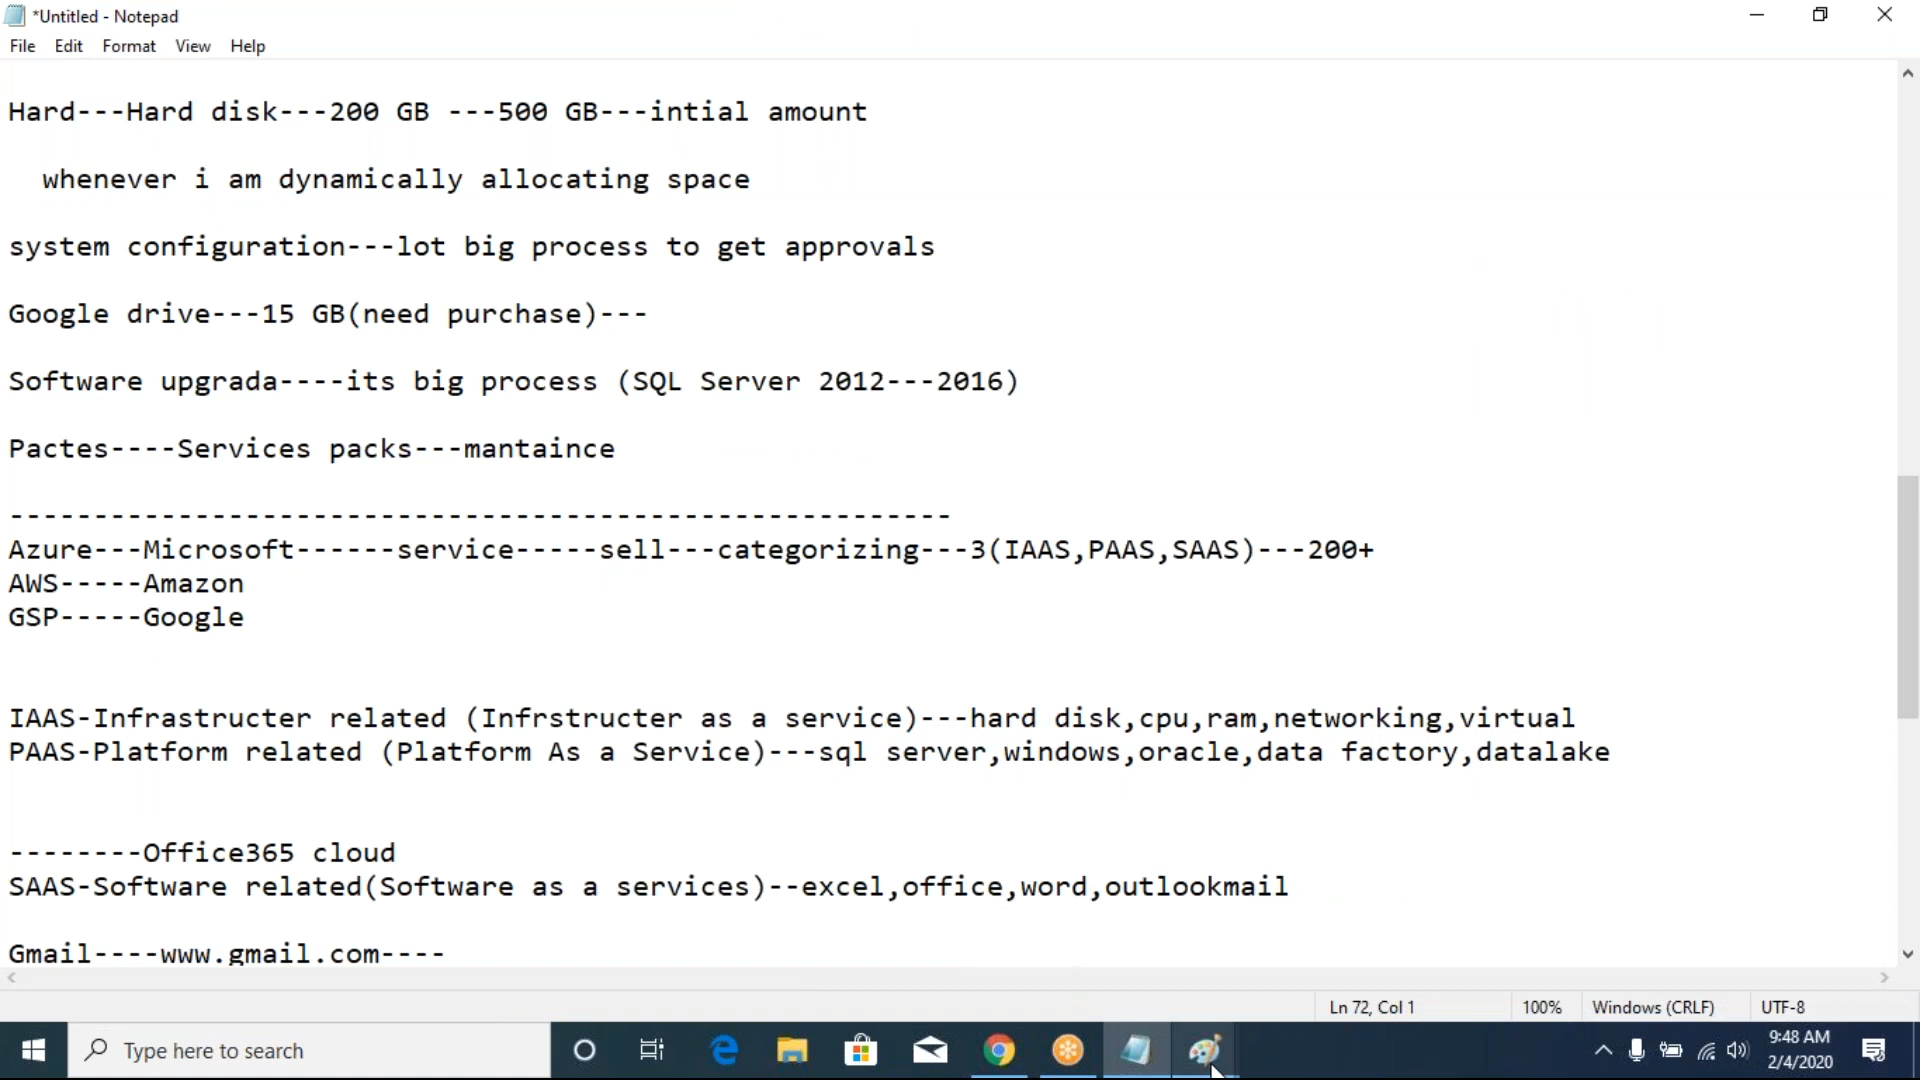 *Untitled - Notepad
File Edit Format View Help
Hard---Hard disk---200 GB ---500 GB---intial amount
whenever i am dynamically allocating space
system configuration---lot big process to get approvals
Google drive---15 GB(need purchase)---
Software upgrada----its big process (SQL Server 2012---2016)
Pactes----Services packs---mantaince
--------------------------------------------------------
Azure---Microsoft------service-----sell---categorizing---3(IAAS,PAAS,SAAS)---200+
AWS-----Amazon
GSP-----Google
IAAS-Infrastructer related (Infrstructer as a service)---hard disk,cpu,ram,networking,virtual
PAAS-Platform related (Platform As a Service)---sql server,windows,oracle,data factory,datalake
--------Office365 cloud
SAAS-Software related(Software as a services)--excel,office,word,outlookmail
Gmail----www.gmail.com----
Ln 72, Col 1 100% Windows (CRLF) UTF-8
Type here to search
9:48 AM
2/4/2020